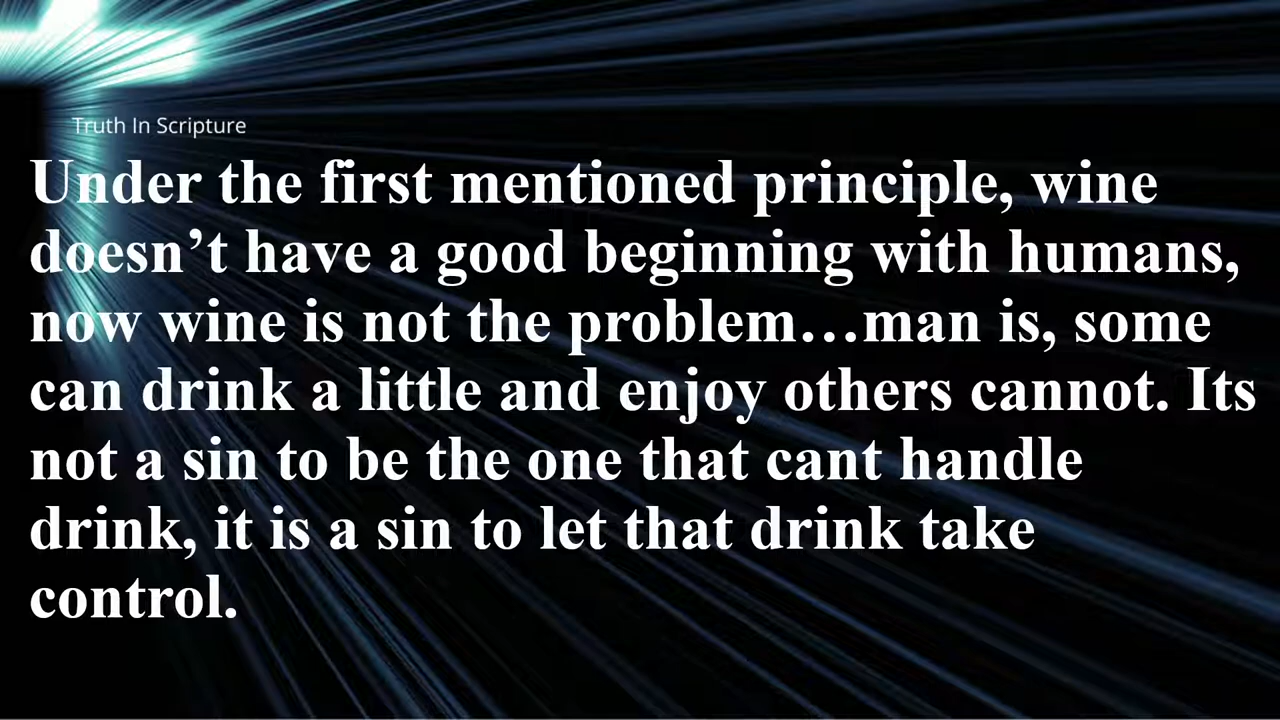 Truth In Scripture
Under the first mentioned principle, wine
doesn’t have a good beginning with humans,
now wine is not the problem…man is, some
can drink a little and enjoy others cannot. Its
not a sin to be the one that cant handle
drink, it is a sin to let that drink take
control.